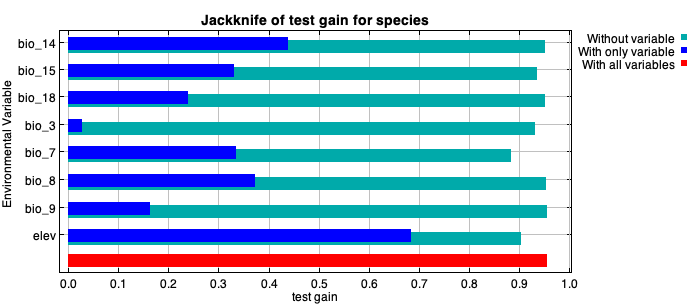 Jackknife of test gain for species
Without variable
With only variable
With all variables
Environmental Variable
bio_14
bio_15
bio_18
bio_3
bio_7
bio_8
bio_9
elev
0.0 0.1 0.2 0.3 0.4 0.5 0.6 0.7 0.8 0.9 1.0
test gain